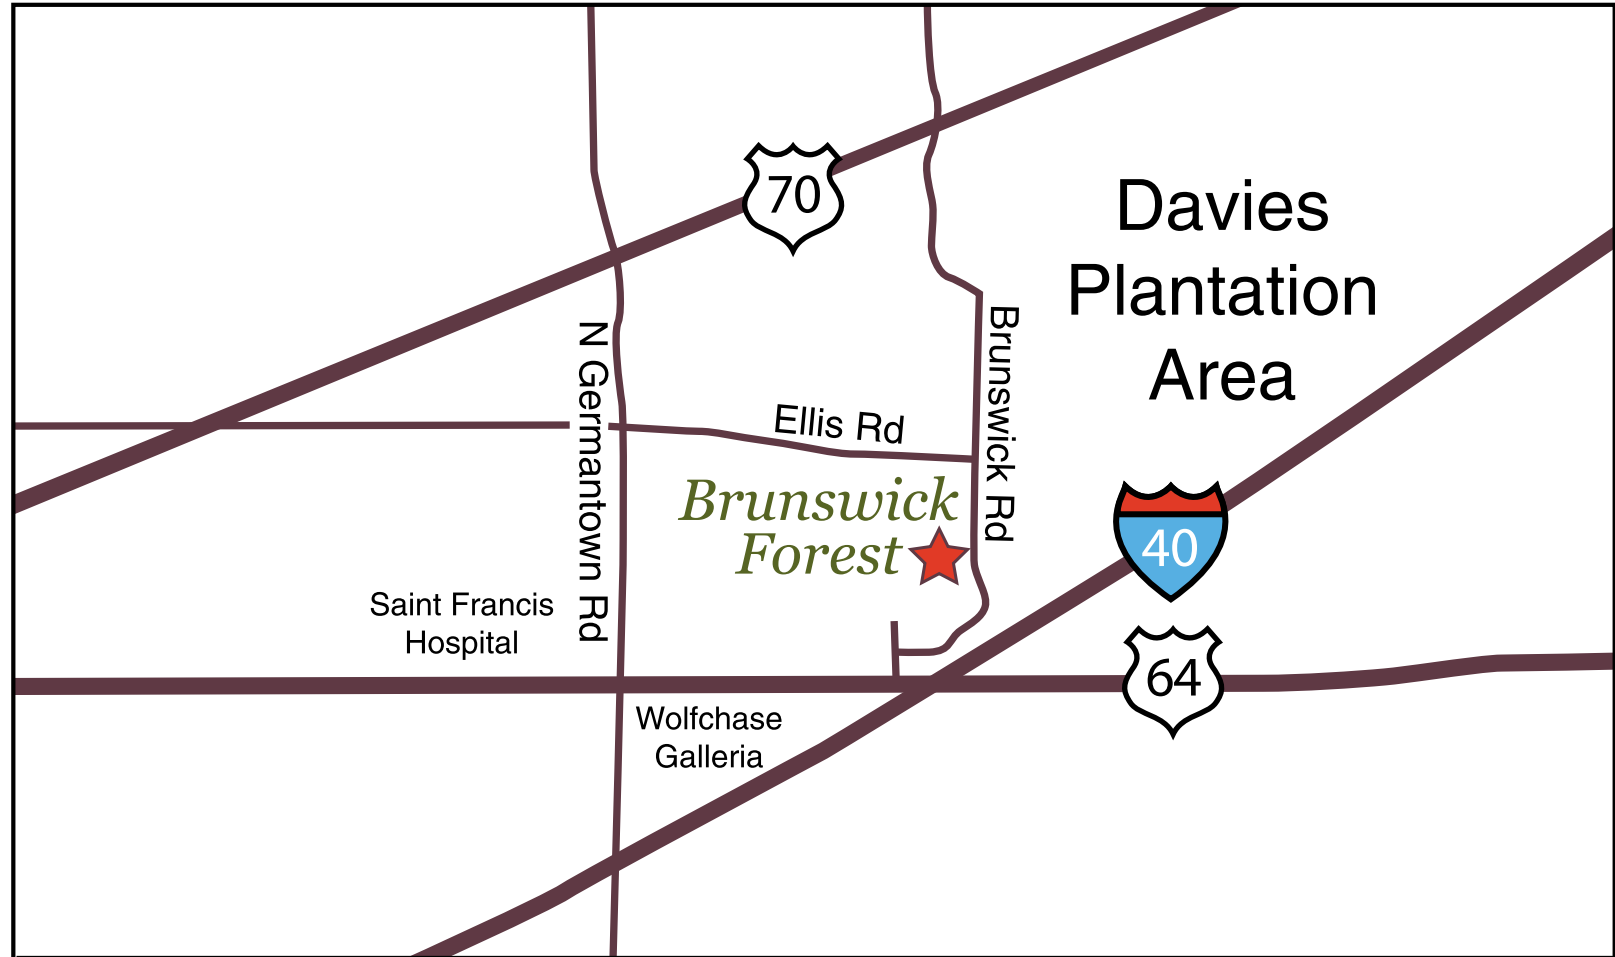 70
Davies
Plantation
Area
N Germantown Rd
Brunswick Rd
Ellis Rd
Brunswick
Forest
40
Saint Francis
Hospital
64
Wolfchase
Galleria